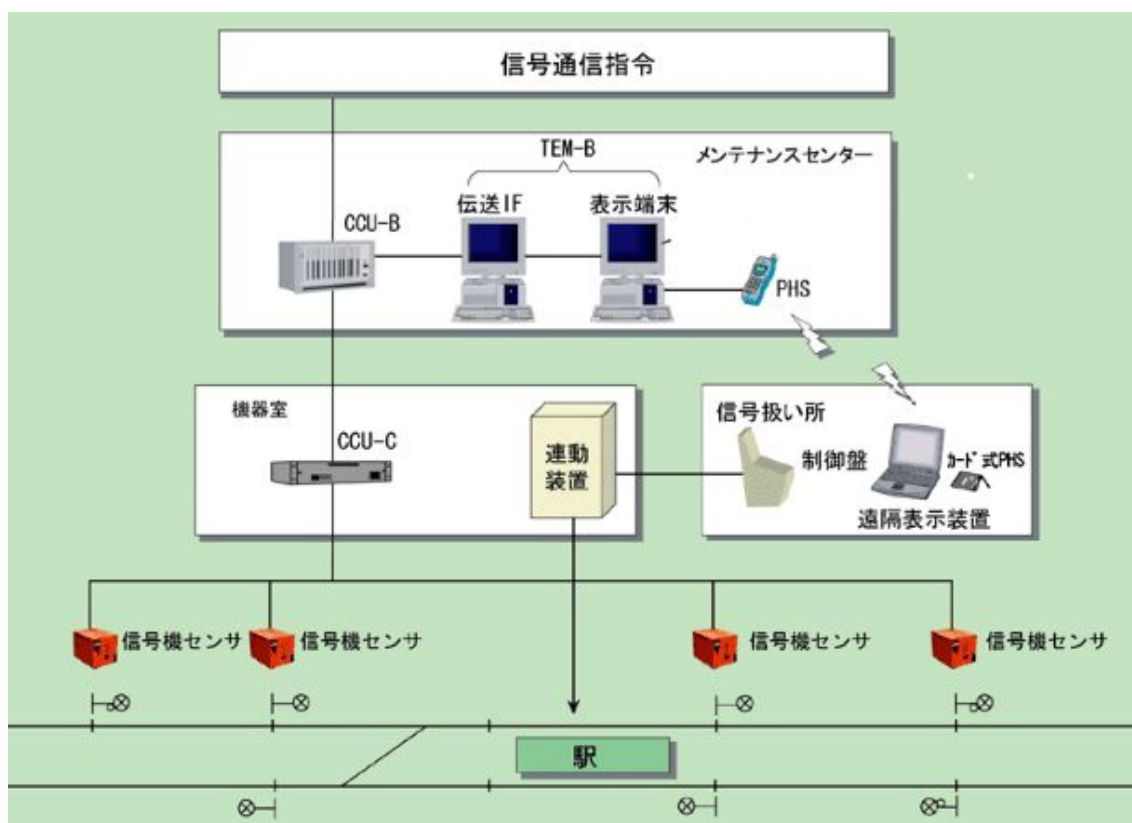 信号通信指令
TEM-B
メンテナンスセンター
伝送IF
表示端末
CCU-B
PHS
機器室
CCU-C
連動
装置
信号扱い所
制御盤
カード式PHS
遠隔表示装置
信号機センサ
信号機センサ
信号機センサ
信号機センサ
駅